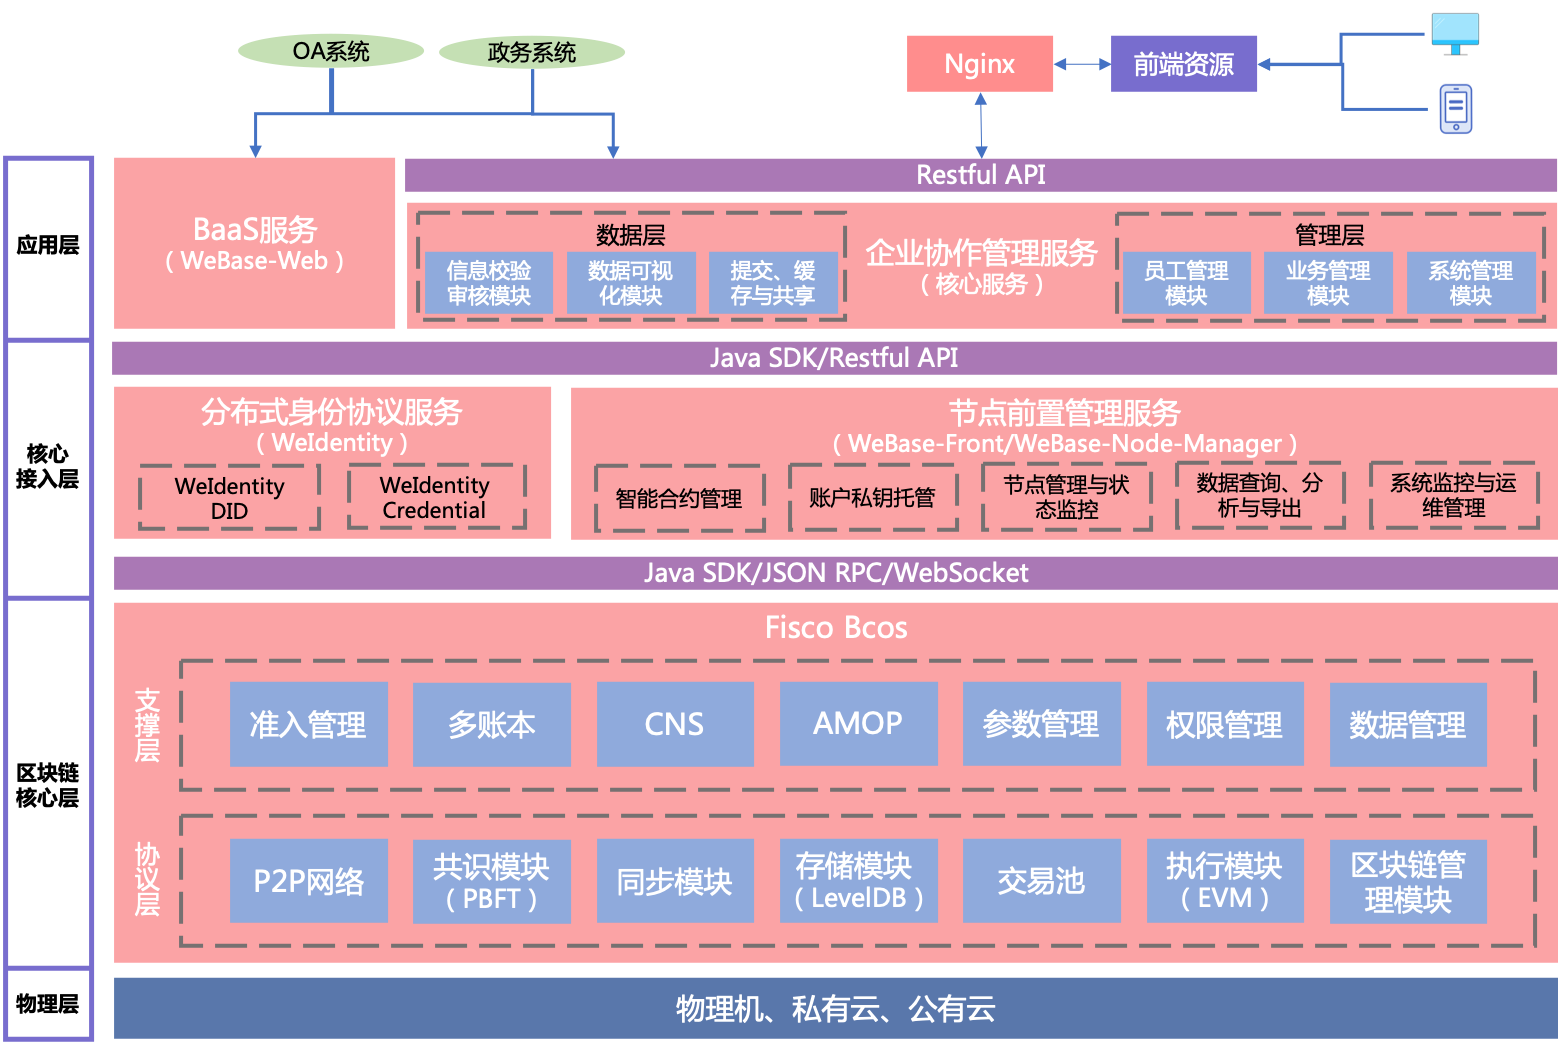 OA系统
政务系统
Nginx
前端资源
应用层
BaaS服务
（WeBase-Web）
Restful API
数据层
信息校验
审核模块
数据可视
化模块
提交、缓
存与共享
企业协作管理服务
（核心服务）
管理层
员工管理
模块
业务管理
模块
系统管理
模块
Java SDK/Restful API
核心
接入层
分布式身份协议服务
（WeIdentity）
WeIdentity
DID
WeIdentity
Credential
节点前置管理服务
（WeBase-Front/WeBase-Node-Manager）
智能合约管理
账户私钥托管
节点管理与状
态监控
数据查询、分
析与导出
系统监控与运
维管理
Java SDK/JSON RPC/WebSocket
区块链
核心层
Fisco Bcos
支撑层
准入管理
多账本
CNS
AMOP
参数管理
权限管理
数据管理
协议层
P2P网络
共识模块
（PBFT）
同步模块
存储模块
（LevelDB）
交易池
执行模块
（EVM）
区块链管
理模块
物理层
物理机、私有云、公有云